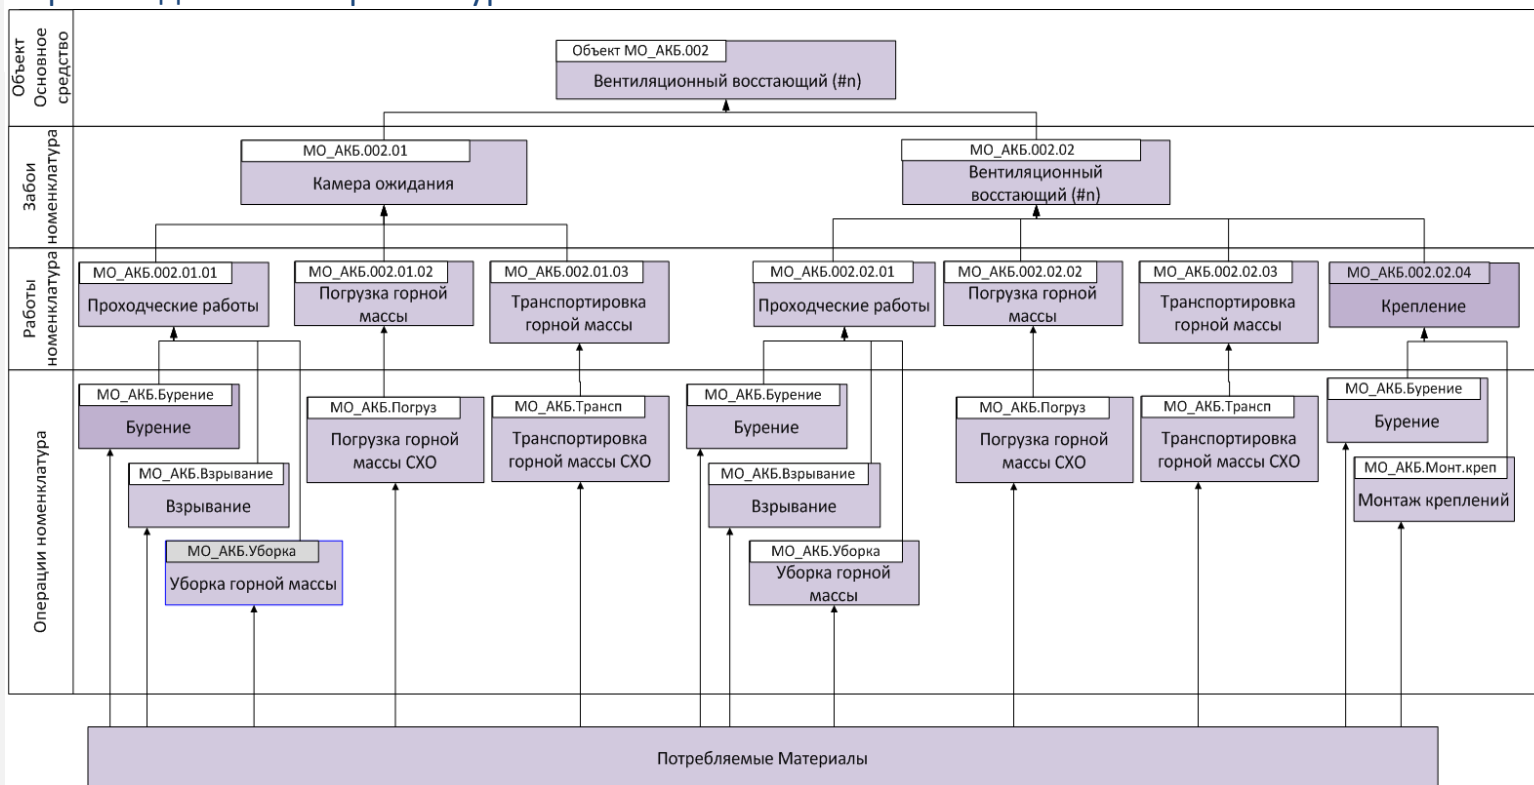 Объект
Основное
средство
Объект МО_АКБ.002
Вентиляционный восстающий (#n)
Забои
номенклатура
МО_АКБ.002.01
Камера ожидания
МО_АКБ.002.02
Вентиляционный
восстающий (#n)
Работы
номенклатура
МО_АКБ.002.01.01
Проходческие работы
МО_АКБ.002.01.02
Погрузка горной
массы
МО_АКБ.002.01.03
Транспортировка
горной массы
МО_АКБ.002.02.01
Проходческие работы
МО_АКБ.002.02.02
Погрузка горной
массы
МО_АКБ.002.02.03
Транспортировка
горной массы
МО_АКБ.002.02.04
Крепление
Операции номенклатура
МО_АКБ.Бурение
Бурение
МО_АКБ.Взрывание
Взрывание
МО_АКБ.Уборка
Уборка горной массы
МО_АКБ.Погруз
Погрузка горной
массы СХО
МО_АКБ.Трансп
Транспортировка
горной массы СХО
МО_АКБ.Бурение
Бурение
МО_АКБ.Взрывание
Взрывание
МО_АКБ.Уборка
Уборка горной
массы
МО_АКБ.Погруз
Погрузка горной
массы СХО
МО_АКБ.Трансп
Транспортировка
горной массы СХО
МО_АКБ.Бурение
Бурение
МО_АКБ.Монт.креп
Монтаж креплений
Потребляемые Материалы